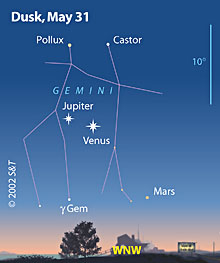 Dusk, May 31
Pollux
Castor
10°
GEMINI
Jupiter
Venus
Mars
γ Gem
© 2002 S&T
WNW